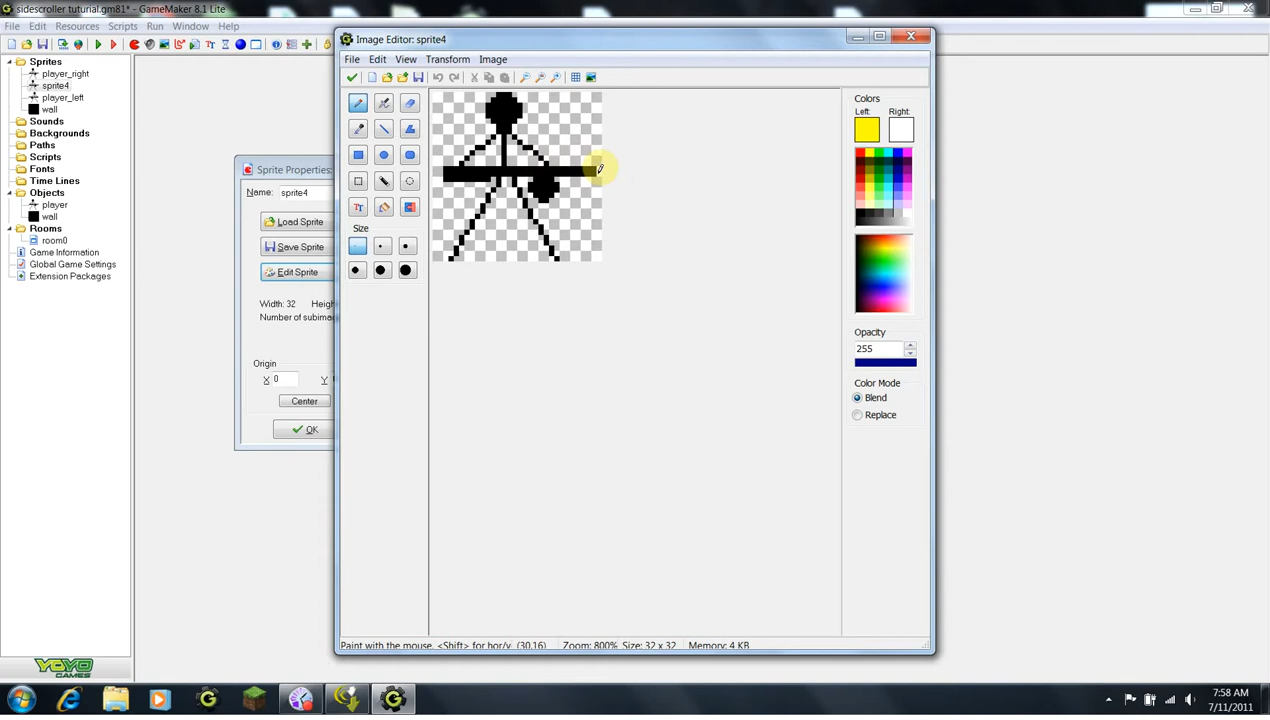 sidescroller tuturial.gm81* - GameMaker 8.1 Lite
File Edit Resources Scripts Run Window Help
Sprites
player_right
sprite4
player_left
wall
Sounds
Backgrounds
Paths
Scripts
Fonts
Time Lines
Objects
player
wall
Rooms
room0
Game Information
Global Game Settings
Extension Packages
YOYO
GAMES
Sprite Properties:
Name: sprite4
Load Sprite
Save Sprite
Edit Sprite
Width: 32 Heigh
Number of subima
Origin
X 0 Y
Center
OK
Image Editor: sprite4
File Edit View Transform Image
Size
Colors
Left: Right:
Opacity
255
Color Mode
Blend
Replace
Paint with the mouse. <Shift> for hor/v (30,16) Zoom: 800% Size: 32 x 32 Memory: 4 KB
7:58 AM
7/11/2011